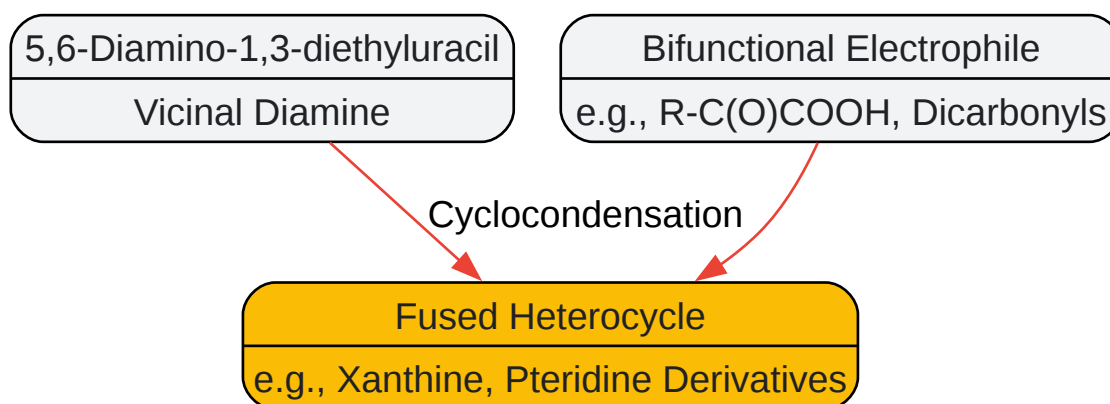 5,6-Diamino-1,3-diethyluracil
Vicinal Diamine
Bifunctional Electrophile
e.g., R-C(O)COOH, Dicarbonyls
Cyclocondensation
Fused Heterocycle
e.g., Xanthine, Pteridine Derivatives